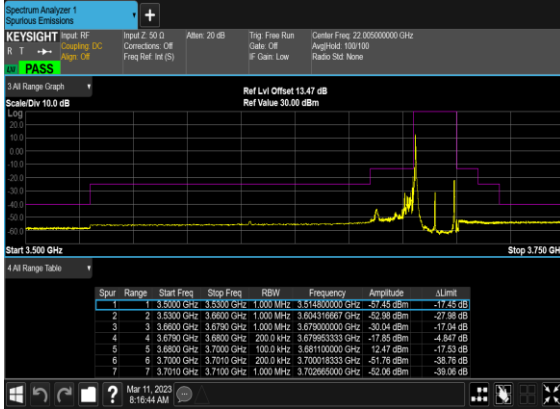 Spectrum Analyzer 1
Spurious Emissions
+
KEYSIGHT Input: RF Input Z: 50 Ω Atten: 20 dB Trig: Free Run Center Freq: 22.005000000 GHz
R T Coupling: DC Corrections: Off Gate: Off Avg|Hold: 100/100
Align: Off Freq Ref: Int (S) IF Gain: Low Radio Std: None
LXI PASS
3 All Range Graph
Ref Lvl Offset 13.47 dB
Scale/Div 10.0 dB Ref Value 30.00 dBm
Log
20.0
10.0
0.00
-10.0
-20.0
-30.0
-40.0
-50.0
-60.0
Start 3.500 GHz Stop 3.750 GH
4 All Range Table
Spur Range Start Freq Stop Freq RBW Frequency Amplitude ΔLimit
1 1 3.5000 GHz 3.5300 GHz 1.000 MHz 3.514800000 GHz -57.45 dBm -17.45 dB
2 2 3.5300 GHz 3.6600 GHz 1.000 MHz 3.604316667 GHz -52.98 dBm -27.98 dB
3 3 3.6600 GHz 3.6790 GHz 1.000 MHz 3.679000000 GHz -30.04 dBm -17.04 dB
4 4 3.6790 GHz 3.6800 GHz 200.0 kHz 3.679953333 GHz -17.85 dBm -4.847 dB
5 5 3.6800 GHz 3.7000 GHz 100.0 kHz 3.681100000 GHz 12.47 dBm -17.53 dB
6 6 3.7000 GHz 3.7010 GHz 200.0 kHz 3.700018333 GHz -51.76 dBm -38.76 dB
7 7 3.7010 GHz 3.7100 GHz 1.000 MHz 3.702665000 GHz -52.06 dBm -39.06 dB
? Mar 11, 2023
8:16:44 AM